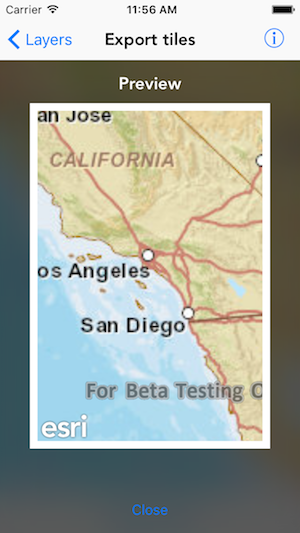 Carrier 11:56 AM
Layers Export tiles
Preview
an Jose
CALIFORNIA
os Angeles
San Diego
For Beta Testing O
esri
Close